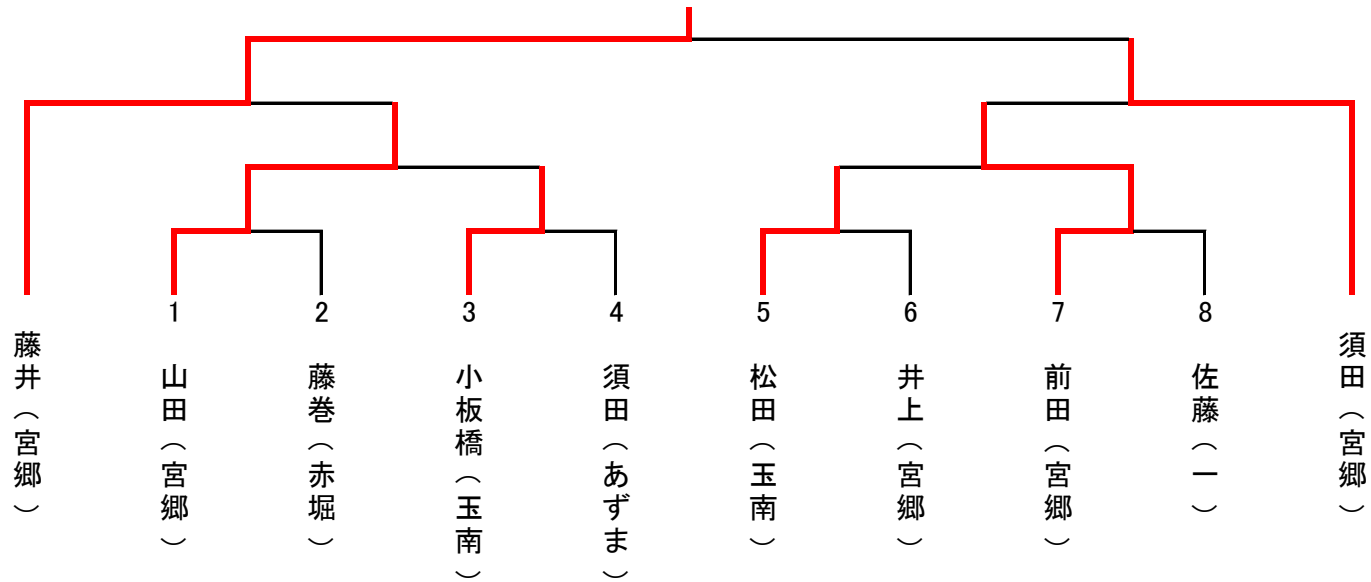 藤井（宮郷）
1
山田（宮郷）
2
藤巻（赤堀）
3
小板橋（玉南）
4
須田（あずま）
5
松田（玉南）
6
井上（宮郷）
7
前田（宮郷）
8
佐藤（一）
須田（宮郷）